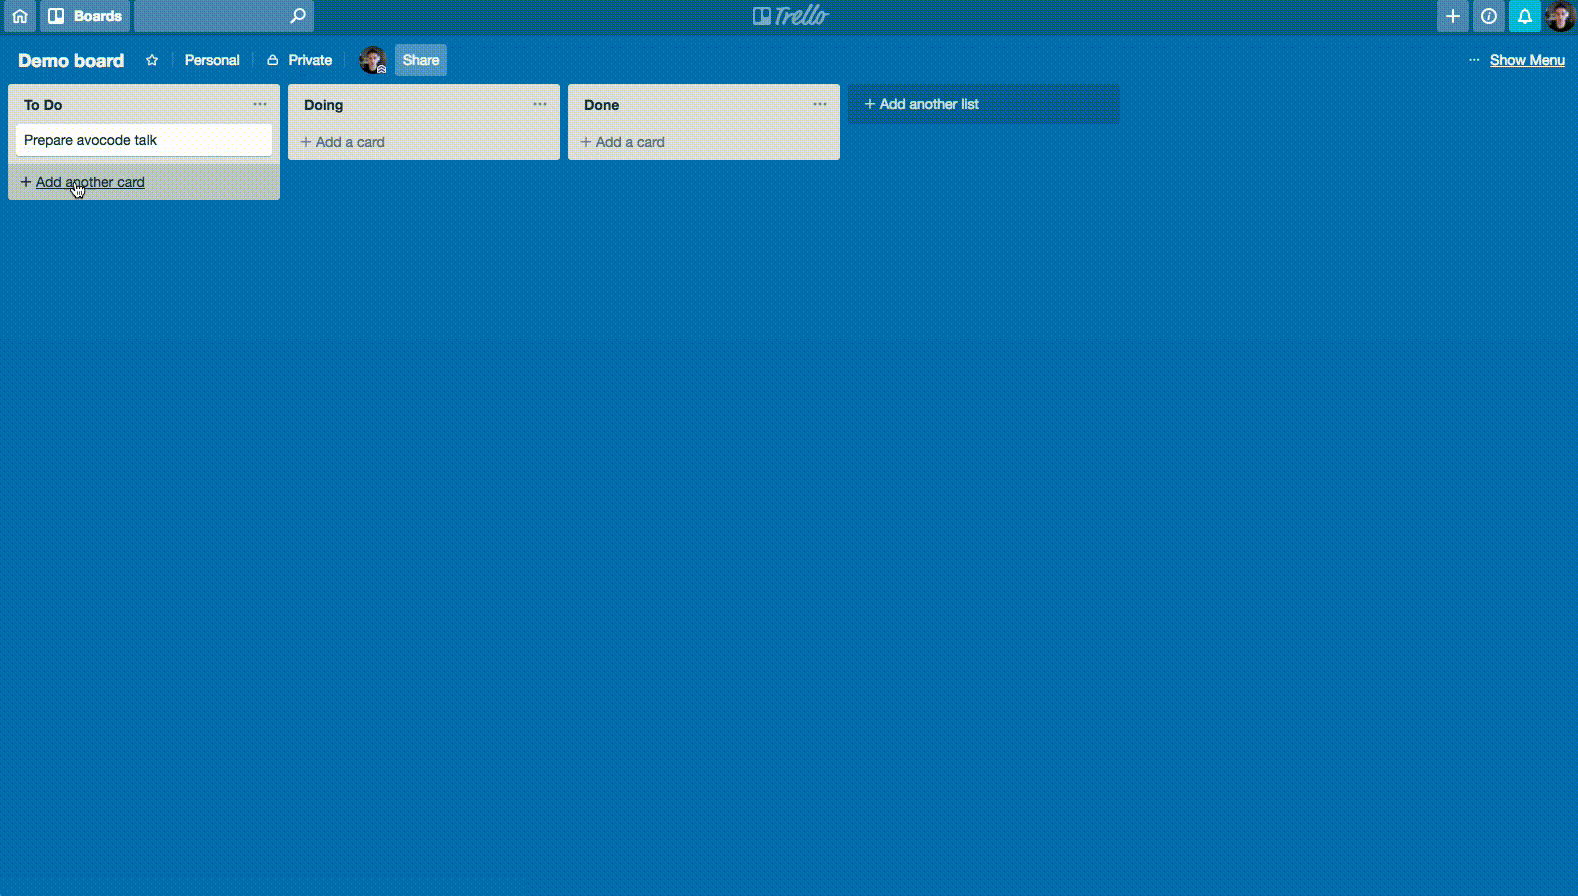 Boards
Trello
Demo board
Personal
Private
Share
··· Show Menu
To Do ···
Prepare avocode talk
+ Add another card
Doing ···
+ Add a card
Done ···
+ Add a card
+ Add another list